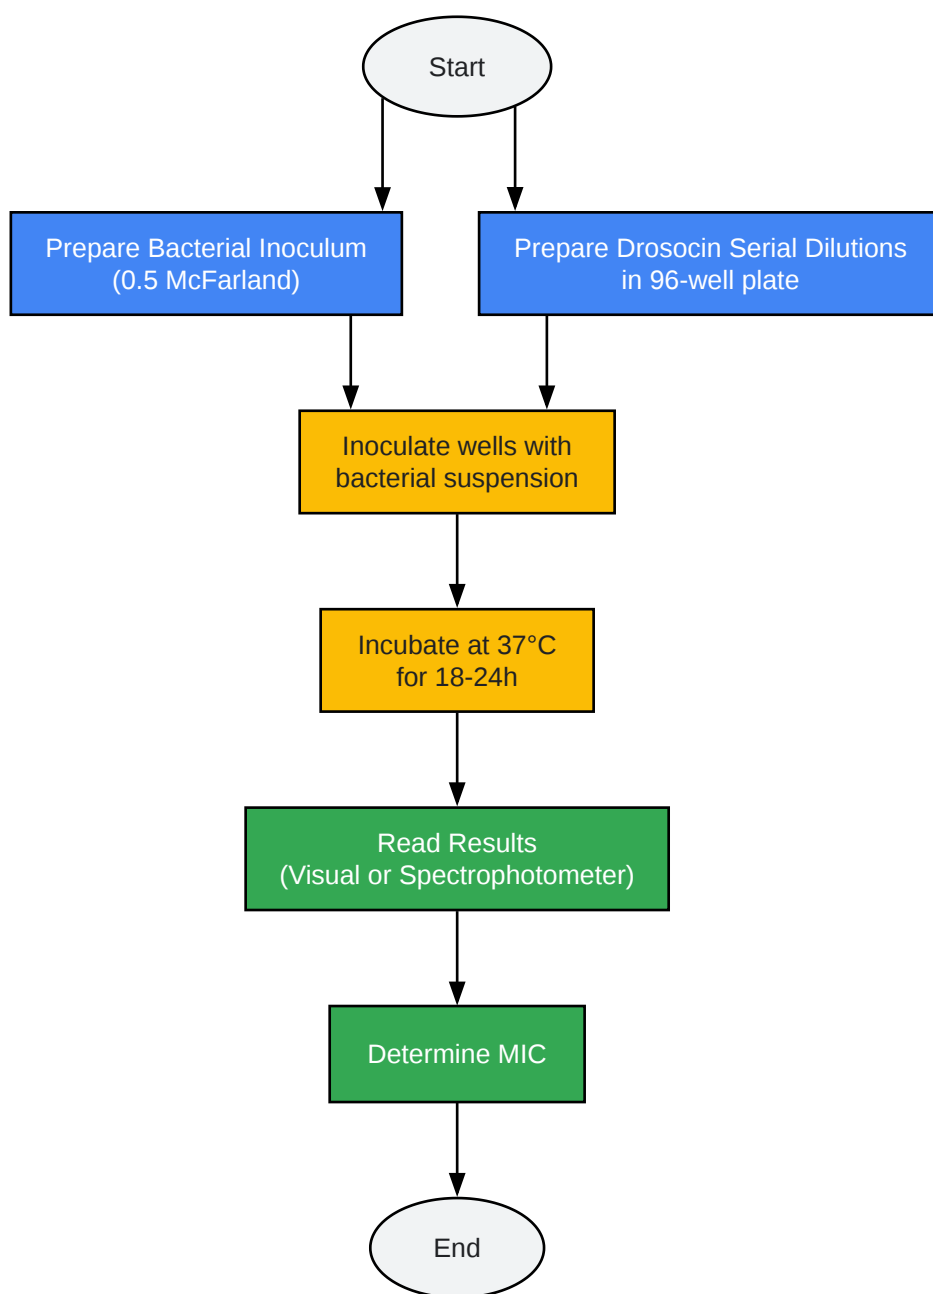 Start
Prepare Bacterial Inoculum
(0.5 McFarland)
Prepare Drosocin Serial Dilutions
in 96-well plate
Inoculate wells with
bacterial suspension
Incubate at 37°C
for 18-24h
Read Results
(Visual or Spectrophotometer)
Determine MIC
End